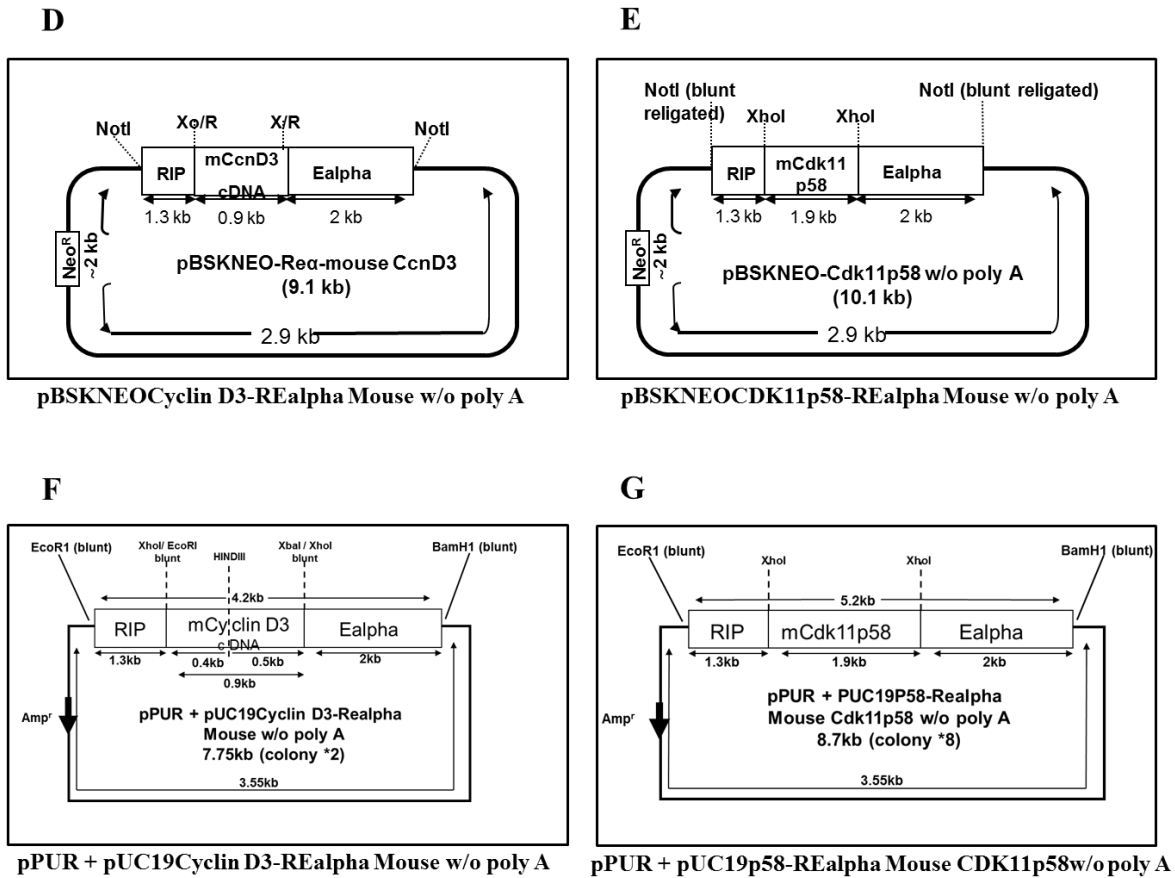 D
NotI
Xo/R
X/R
NotI
RIP
mCcnD3
cDNA
Ealpha
1.3 kb
0.9 kb
2 kb
NeoR
~2 kb
pBSKNEO-Reα-mouse CcnD3
(9.1 kb)
2.9 kb
pBSKNEOCyclin D3-REalpha Mouse w/o poly A
E
NotI (blunt
religated)
XhoI
XhoI
NotI (blunt religated)
RIP
mCdk11
p58
Ealpha
1.3 kb
1.9 kb
2 kb
NeoR
~2 kb
pBSKNEO-Cdk11p58 w/o poly A
(10.1 kb)
2.9 kb
pBSKNEOCDK11p58-REalpha Mouse w/o poly A
F
EcoR1 (blunt)
XhoI/ EcoRI
blunt
HINDIII
XbaI / XhoI
blunt
BamH1 (blunt)
4.2kb
RIP
mCyclin D3
cDNA
Ealpha
1.3kb
0.4kb
0.5kb
2kb
0.9kb
Ampr
pPUR + pUC19Cyclin D3-Realpha
Mouse w/o poly A
7.75kb (colony *2)
3.55kb
pPUR + pUC19Cyclin D3-REalpha Mouse w/o poly A
G
EcoR1 (blunt)
XhoI
XhoI
BamH1 (blunt)
5.2kb
RIP
mCdk11p58
Ealpha
1.3kb
1.9kb
2kb
Ampr
pPUR + PUC19P58-Realpha
Mouse Cdk11p58 w/o poly A
8.7kb (colony *8)
3.55kb
pPUR + pUC19p58-REalpha Mouse CDK11p58w/o poly A